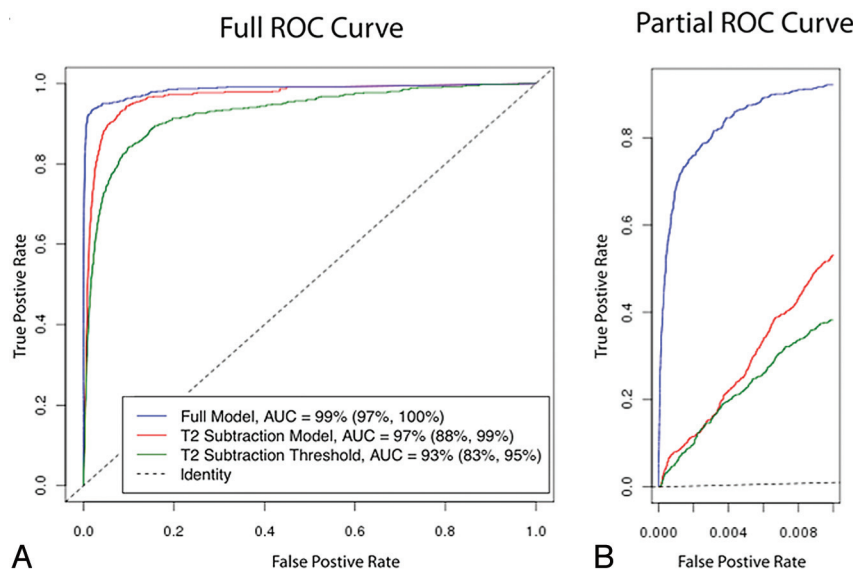 Full ROC Curve
Partial ROC Curve
True Postive Rate
0.0
0.2
0.4
0.6
0.8
1.0
Full Model, AUC = 99% (97%, 100%)
T2 Subtraction Model, AUC = 97% (88%, 99%)
T2 Subtraction Threshold, AUC = 93% (83%, 95%)
Identity
0.0
0.2
0.4
0.6
0.8
1.0
False Postive Rate
A
True Postive Rate
0.0
0.2
0.4
0.6
0.8
0.000
0.004
0.008
False Postive Rate
B